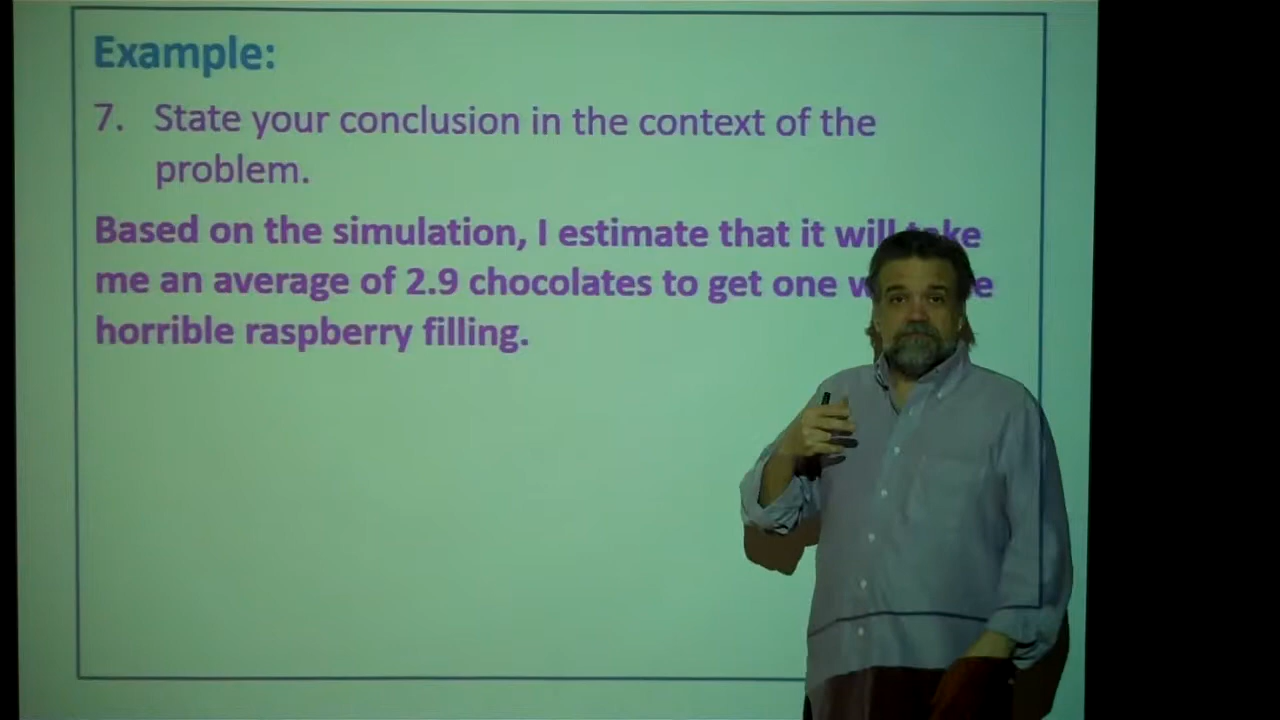 Example:
7. State your conclusion in the context of the
problem.
Based on the simulation, I estimate that it will take
me an average of 2.9 chocolates to get one
horrible raspberry filling.